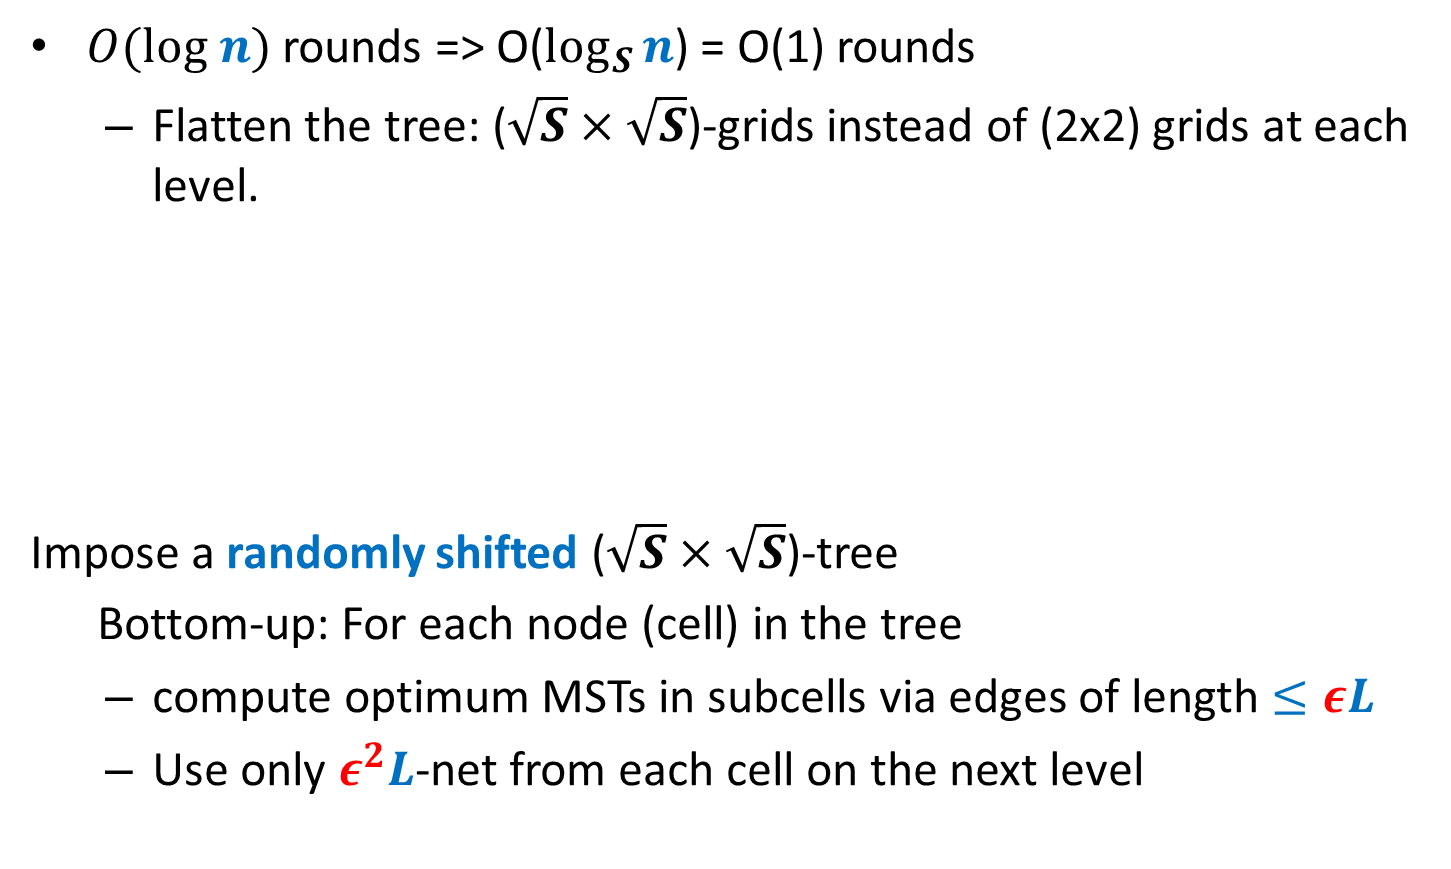 • O(log n) rounds => O(log_S n) = O(1) rounds
– Flatten the tree: (√S × √S)-grids instead of (2x2) grids at each
level.
Impose a randomly shifted (√S × √S)-tree
Bottom-up: For each node (cell) in the tree
– compute optimum MSTs in subcells via edges of length ≤ ϵL
– Use only ϵ²L-net from each cell on the next level